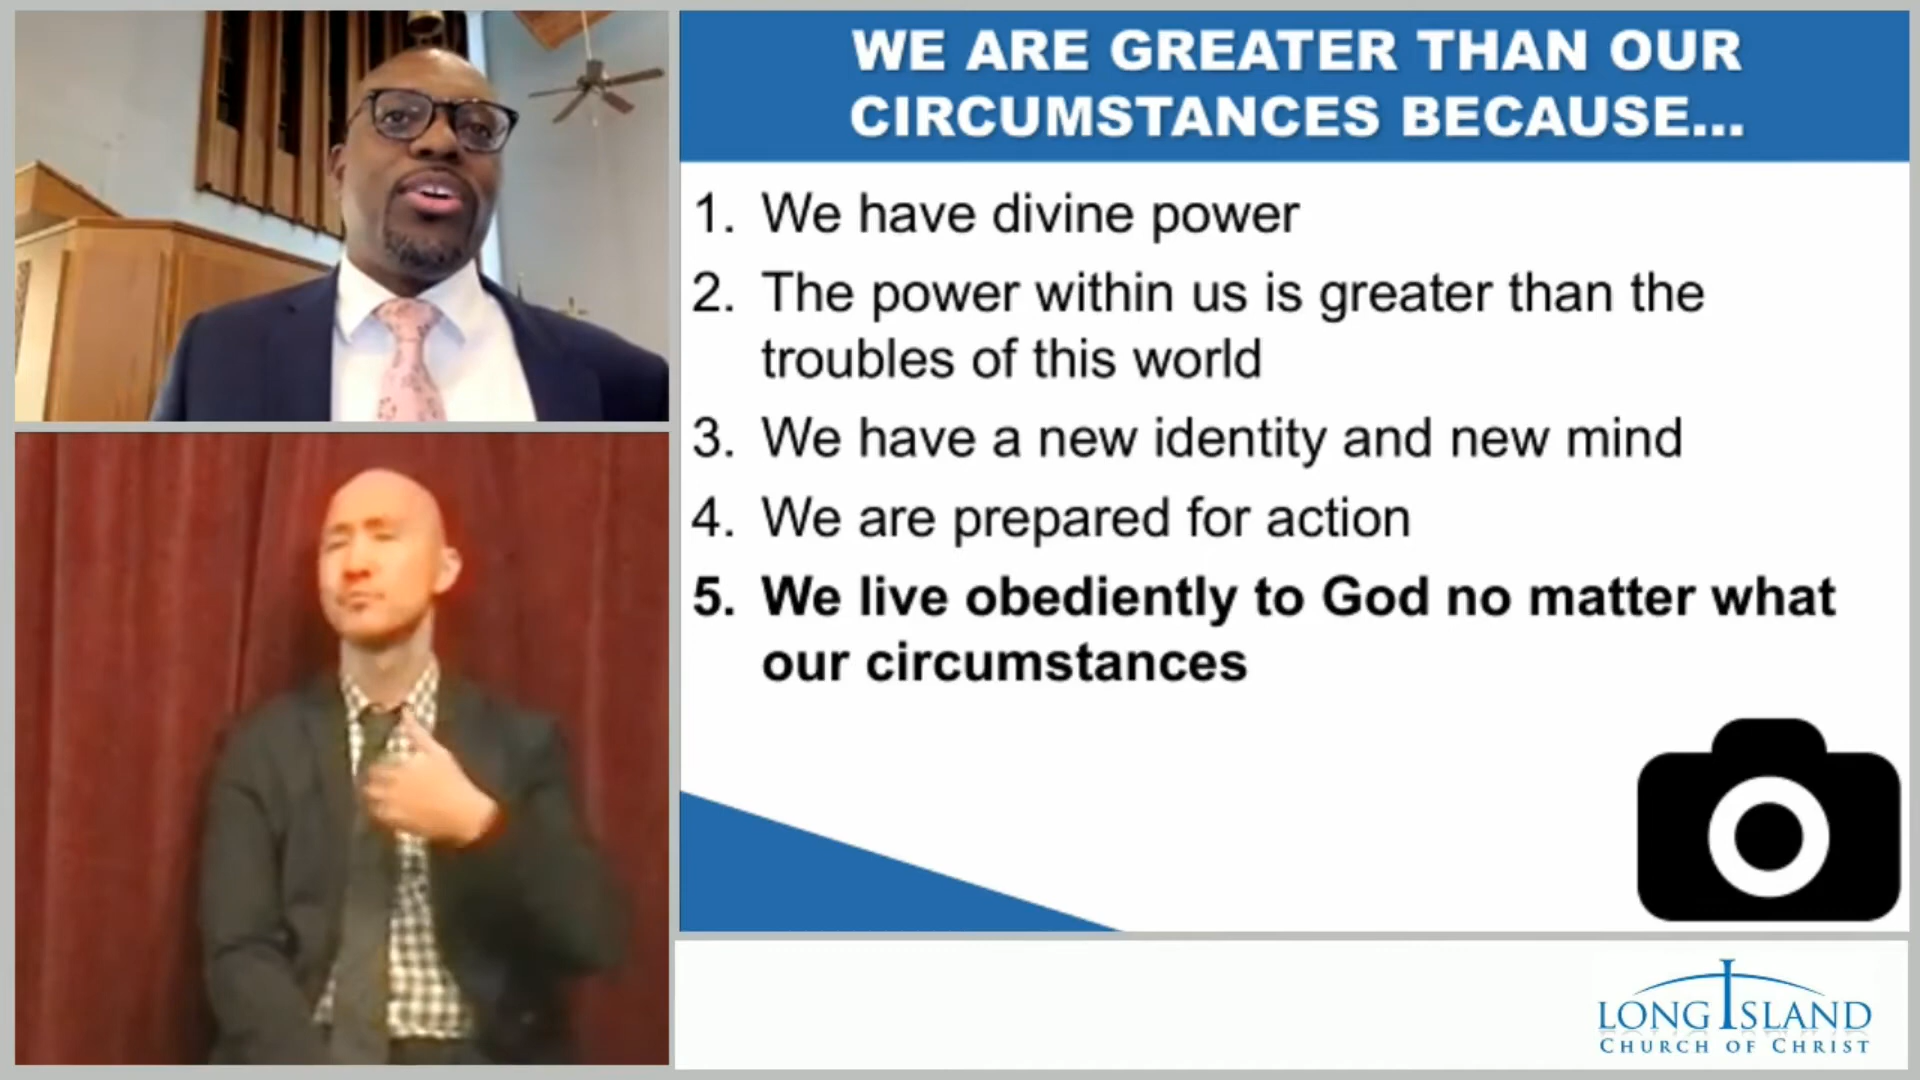 WE ARE GREATER THAN OUR
CIRCUMSTANCES BECAUSE...
1. We have divine power
2. The power within us is greater than the
troubles of this world
3. We have a new identity and new mind
4. We are prepared for action
5. We live obediently to God no matter what
our circumstances
LONG ISLAND
CHURCH OF CHRIST